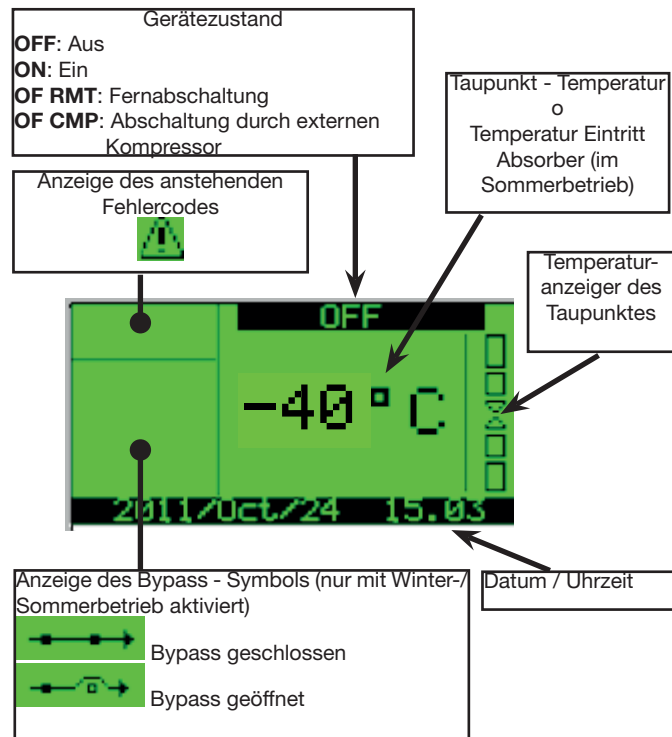 Gerätezustand
OFF: Aus
ON: Ein
OF RMT: Fernabschaltung
OF CMP: Abschaltung durch externen
Kompressor
Taupunkt - Temperatur
o
Temperatur Eintritt
Absorber (im
Sommerbetrieb)
Anzeige des anstehenden
Fehlercodes
Temperatur-
anzeiger des
Taupunktes
OFF
-40°C
2011/Oct/24 15.03
Anzeige des Bypass - Symbols (nur mit Winter-/
Sommerbetrieb aktiviert)
Bypass geschlossen
Bypass geöffnet
Datum / Uhrzeit